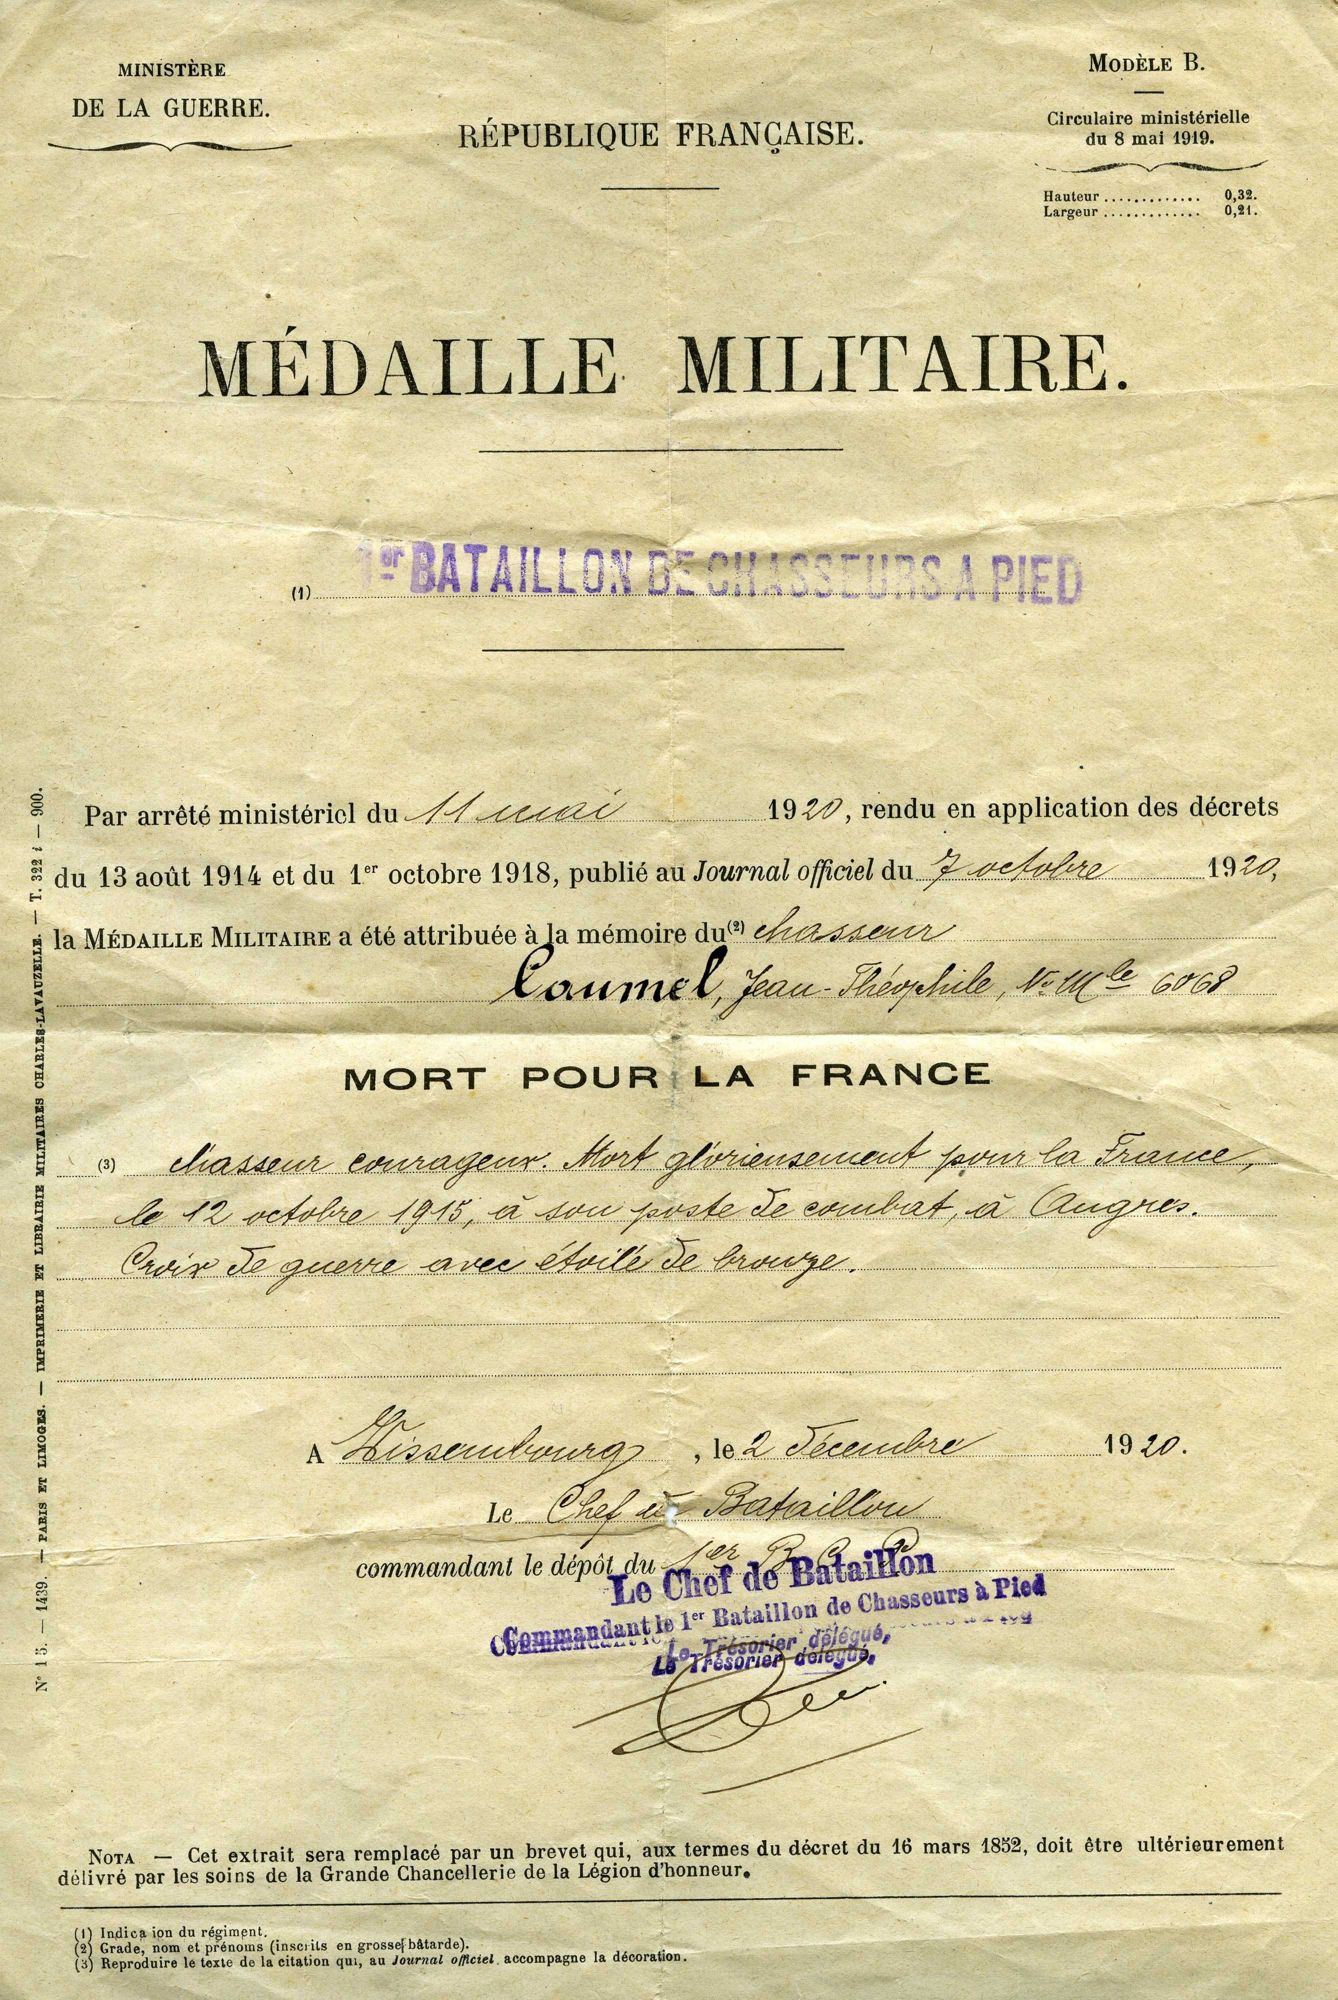 MINISTÈRE
DE LA GUERRE.
RÉPUBLIQUE FRANÇAISE.
MODÈLE B.
Circulaire ministérielle
du 8 mai 1919.
Hauteur ............. 0,32.
Largeur ............. 0,21.
MÉDAILLE MILITAIRE.
(1) 1er BATAILLON DE CHASSEURS A PIED
Par arrêté ministériel du 11 mai 1920, rendu en application des décrets
du 13 août 1914 et du 1er octobre 1918, publié au Journal officiel du 7 octobre 1920,
la MÉDAILLE MILITAIRE a été attribuée à la mémoire du (2) chasseur
Caumel, Jean-Théophile, No Mle 6068
MORT POUR LA FRANCE
(3) chasseur courageux. Mort glorieusement pour la France,
le 12 octobre 1915, à son poste de combat, à Angres.
Croix de guerre avec étoile de bronze.
A Wissembourg, le 2 décembre 1920.
Le Chef de Bataillon
commandant le dépôt du 1er B. C. P.
Le Chef de Bataillon
Commandant le 1er Bataillon de Chasseurs à Pied
Le Trésorier délégué,
Le Trésorier délégué,
NOTA — Cet extrait sera remplacé par un brevet qui, aux termes du décret du 16 mars 1852, doit être ultérieurement
délivré par les soins de la Grande Chancellerie de la Légion d'honneur.
(1) Indica ion du régiment.
(2) Grade, nom et prénoms (inscrits en grosse bâtarde).
(3) Reproduire le texte de la citation qui, au Journal officiel, accompagne la décoration.
N° 15. — 1439. — PARIS ET LIMOGES. — IMPRIMERIE ET LIBRAIRIE MILITAIRES CHARLES-LAVAUZELLE. — T. 322 i — 900.